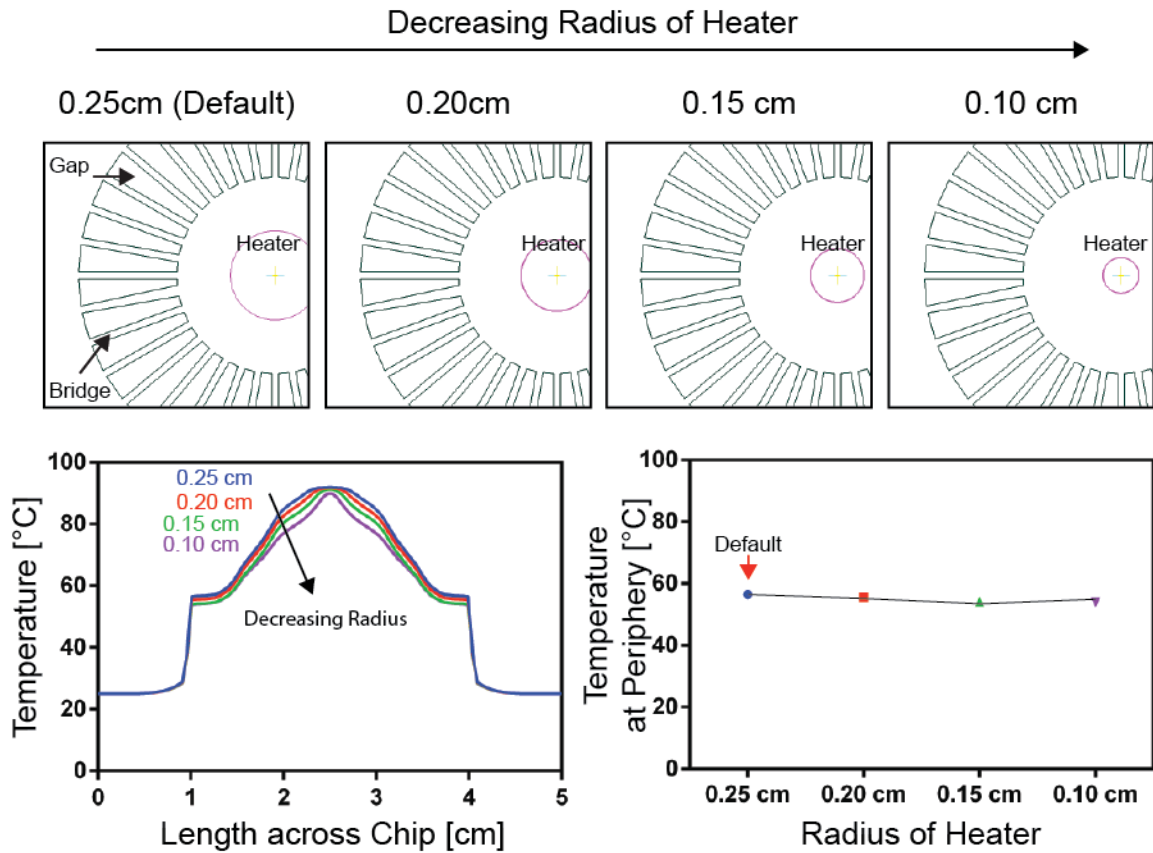 Decreasing Radius of Heater
0.25cm (Default)
0.20cm
0.15 cm
0.10 cm
Gap
Heater
Bridge
Heater
Heater
Heater
100
80
60
40
20
0
0.25 cm
0.20 cm
0.15 cm
0.10 cm
Decreasing Radius
Temperature [°C]
0 1 2 3 4 5
Length across Chip [cm]
100
80
60
40
20
0
Default
Temperature
at Periphery [°C]
0.25 cm 0.20 cm 0.15 cm 0.10 cm
Radius of Heater